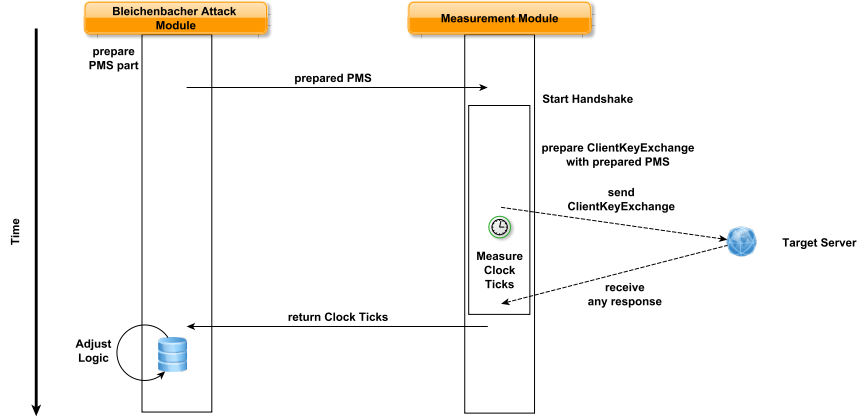 Bleichenbacher Attack
Module
Measurement Module
prepare
PMS part
prepared PMS
Start Handshake
prepare ClientKeyExchange
with prepared PMS
send
ClientKeyExchange
Time
Target Server
Measure
Clock
Ticks
receive
any response
return Clock Ticks
Adjust
Logic